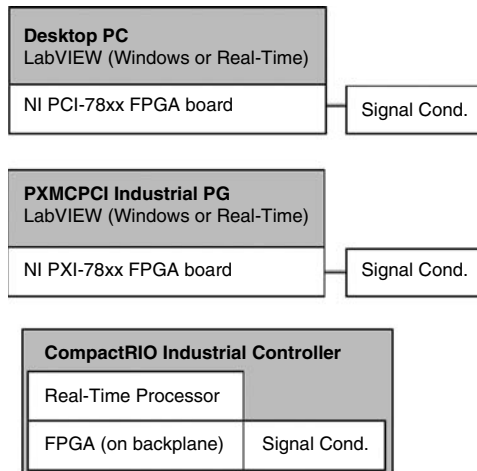 Desktop PC
LabVIEW (Windows or Real-Time)
NI PCI-78xx FPGA board
Signal Cond.
PXMCPCI Industrial PG
LabVIEW (Windows or Real-Time)
NI PXI-78xx FPGA board
Signal Cond.
CompactRIO Industrial Controller
Real-Time Processor
FPGA (on backplane)
Signal Cond.